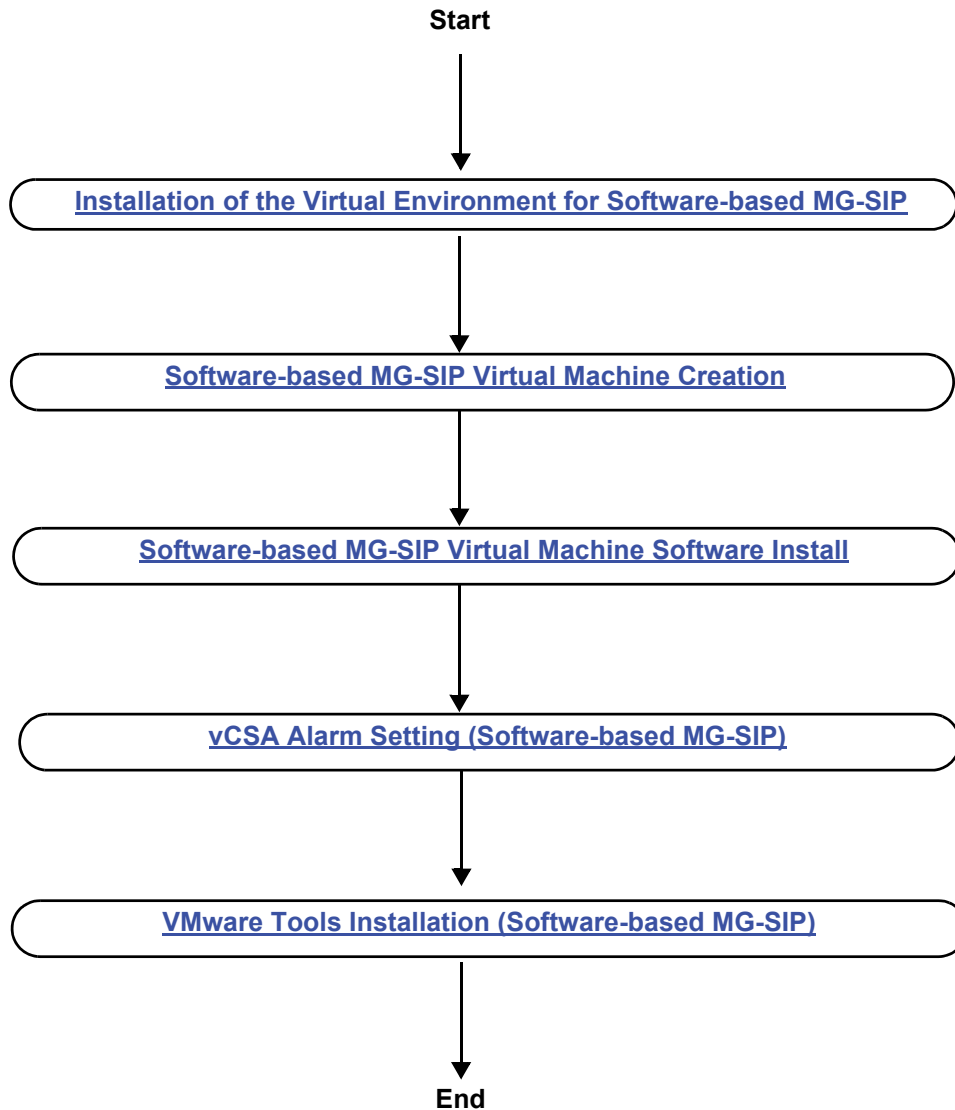 Start
Installation of the Virtual Environment for Software-based MG-SIP
Software-based MG-SIP Virtual Machine Creation
Software-based MG-SIP Virtual Machine Software Install
vCSA Alarm Setting (Software-based MG-SIP)
VMware Tools Installation (Software-based MG-SIP)
End